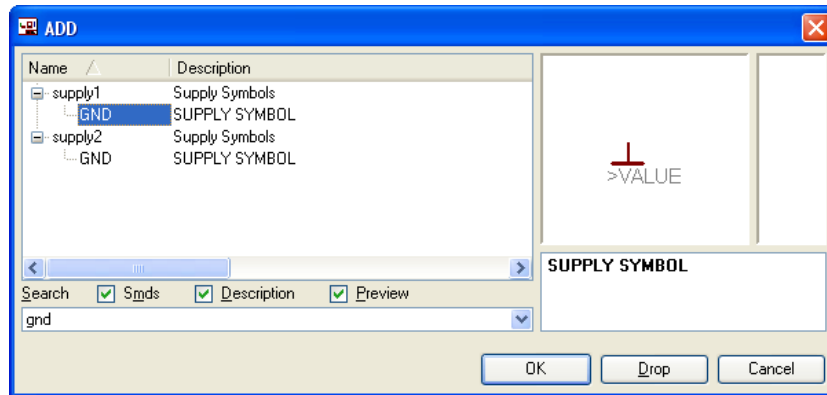 ADD
Name Description
supply1 Supply Symbols
GND SUPPLY SYMBOL
supply2 Supply Symbols
GND SUPPLY SYMBOL
>VALUE
SUPPLY SYMBOL
Search Smds Description Preview
gnd
OK Drop Cancel